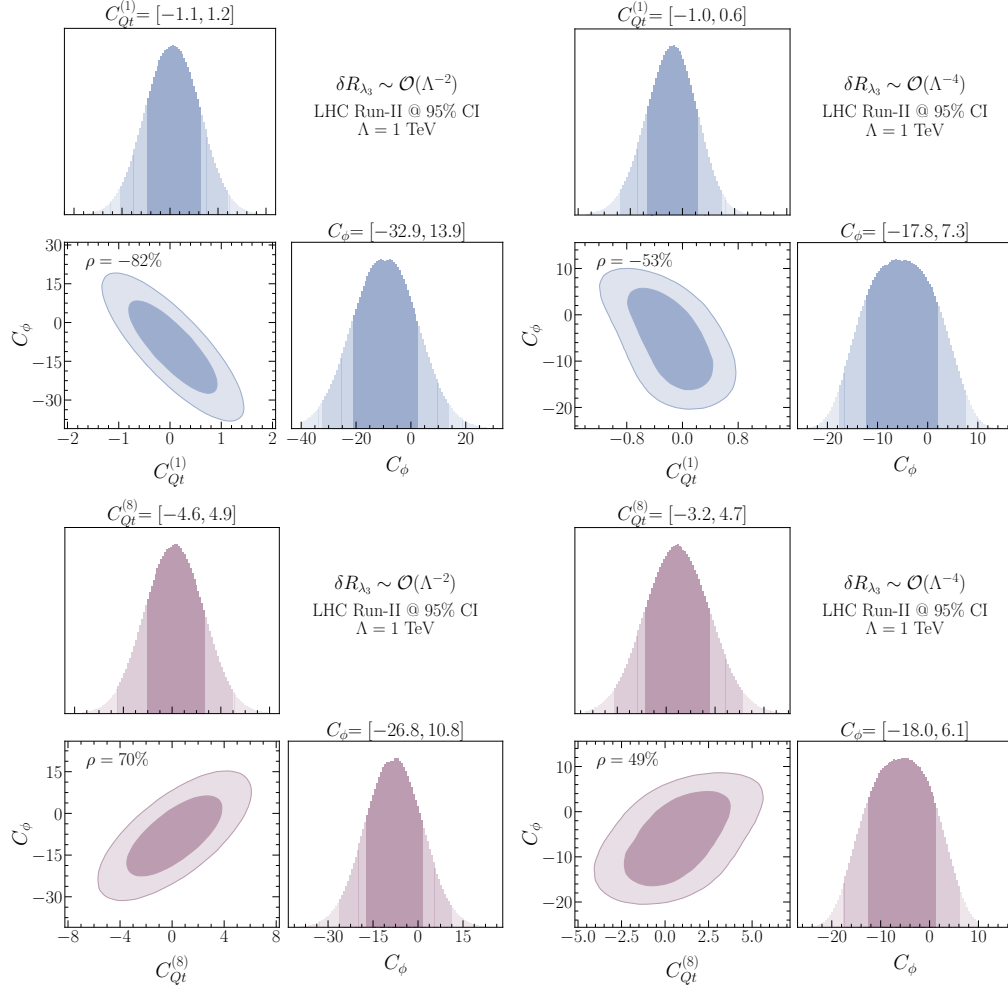 C_{Qt}^{(1)} = [−1.1, 1.2]
δR_{λ_3} ∼ O(Λ^{−2})
LHC Run-II @ 95% CI
Λ = 1 TeV
C_ϕ = [−32.9, 13.9]
ρ = −82%
30
15
0
−15
−30
C_ϕ
−2 −1 0 1 2
C_{Qt}^{(1)}
−40 −20 0 20
C_ϕ
C_{Qt}^{(1)} = [−1.0, 0.6]
δR_{λ_3} ∼ O(Λ^{−4})
LHC Run-II @ 95% CI
Λ = 1 TeV
C_ϕ = [−17.8, 7.3]
ρ = −53%
10
0
−10
−20
C_ϕ
−0.8 0.0 0.8
C_{Qt}^{(1)}
−20 −10 0 10
C_ϕ
C_{Qt}^{(8)} = [−4.6, 4.9]
δR_{λ_3} ∼ O(Λ^{−2})
LHC Run-II @ 95% CI
Λ = 1 TeV
C_ϕ = [−26.8, 10.8]
ρ = 70%
15
0
−15
−30
C_ϕ
−8 −4 0 4 8
C_{Qt}^{(8)}
−30 −15 0 15
C_ϕ
C_{Qt}^{(8)} = [−3.2, 4.7]
δR_{λ_3} ∼ O(Λ^{−4})
LHC Run-II @ 95% CI
Λ = 1 TeV
C_ϕ = [−18.0, 6.1]
ρ = 49%
10
0
−10
−20
C_ϕ
−5.0 −2.5 0.0 2.5 5.0
C_{Qt}^{(8)}
−20 −10 0 10
C_ϕ